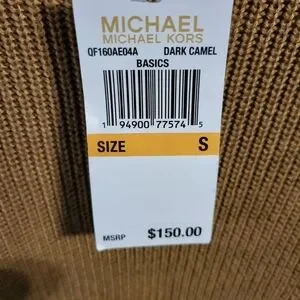 MICHAEL
MICHAEL KORS
QF160AE04A DARK CAMEL
BASICS
1 94900 77574 5
SIZE S
MSRP $150.00